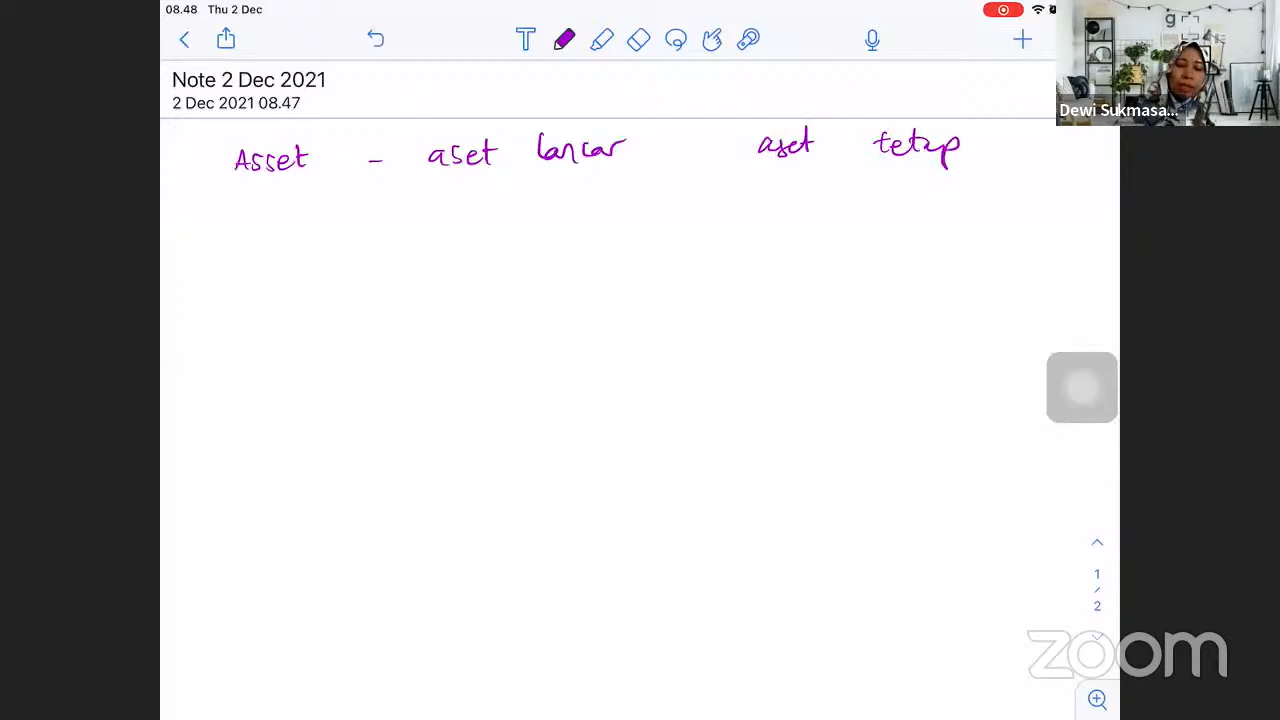 08.48 Thu 2 Dec
Note 2 Dec 2021
2 Dec 2021 08.47
Asset - aset lancar aset tetap
Dewi Sukmasa...
1
/
2
zoom